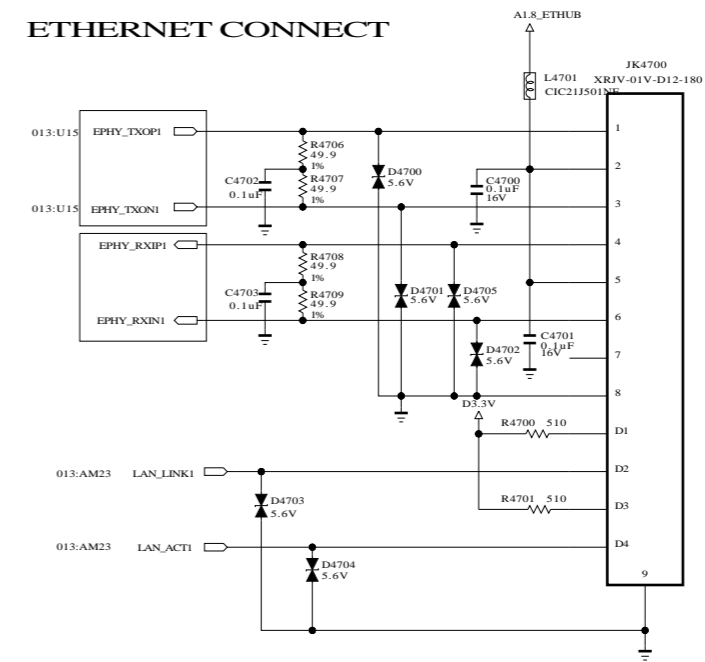 A1.8_ETHUB
ETHERNET CONNECT
JK4700
L4701
XRJV-01V-D12-180
CIC21J501NE
013:U15 EPHY_TXOP1
1
R4706
49.9
1%
D4700
5.6V
2
C4702
0.1uF
R4707
49.9
1%
C4700
0.1uF
16V
013:U15 EPHY_TXON1
3
EPHY_RXIP1
4
R4708
49.9
1%
5
C4703
0.1uF
R4709
49.9
1%
D4701
5.6V
D4705
5.6V
EPHY_RXIN1
6
C4701
0.1uF
16V
D4702
5.6V
7
8
D3.3V
R4700 510
D1
013:AM23 LAN_LINK1
D2
D4703
5.6V
R4701 510
D3
013:AM23 LAN_ACT1
D4
D4704
5.6V
9